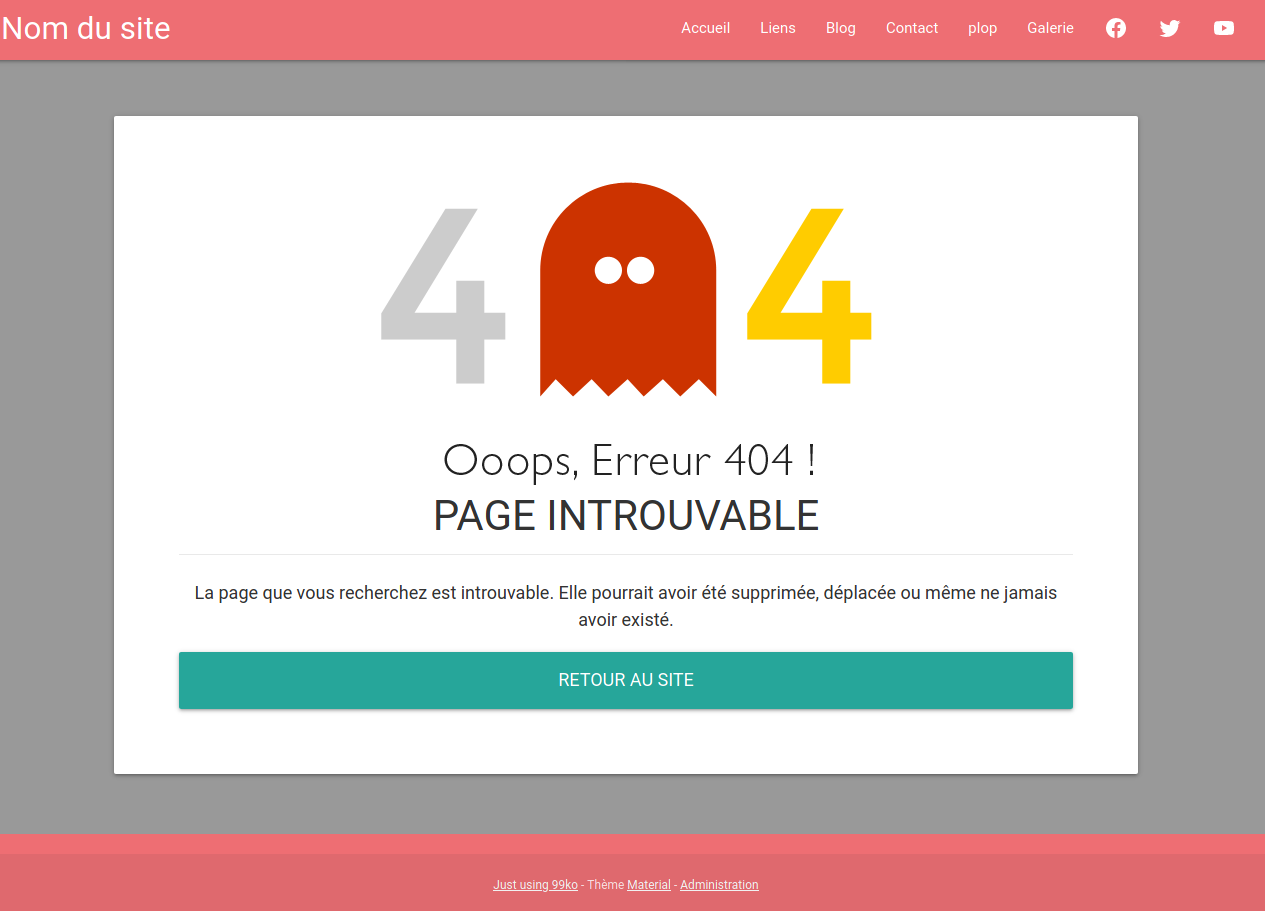 Nom du site
Accueil Liens Blog Contact plop Galerie
4 4
Ooops, Erreur 404 !
PAGE INTROUVABLE
La page que vous recherchez est introuvable. Elle pourrait avoir été supprimée, déplacée ou même ne jamais
avoir existé.
RETOUR AU SITE
Just using 99ko - Thème Material - Administration